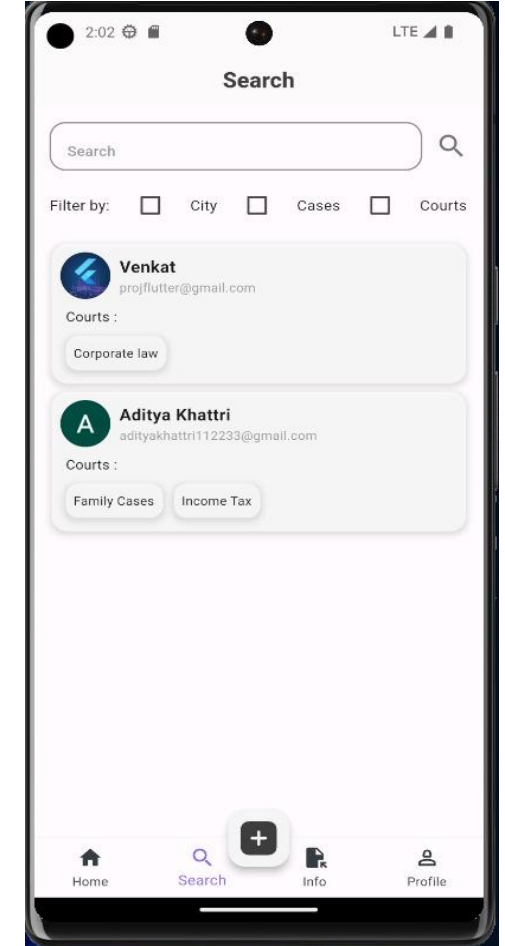 2:02 LTE
Search
Search
Filter by: City Cases Courts
Venkat
projflutter@gmail.com
Courts :
Corporate law
A
Aditya Khattri
adityakhattri112233@gmail.com
Courts :
Family Cases Income Tax
Home Search Info Profile